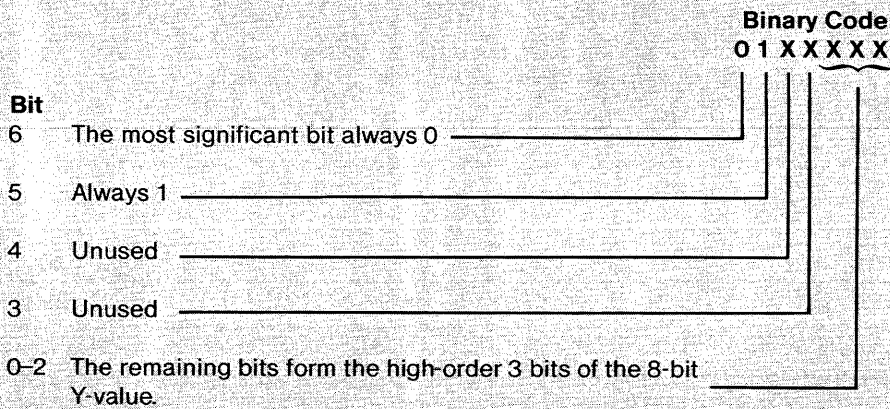 Binary Code
0 1 X X X X X
Bit
6 The most significant bit always 0
5 Always 1
4 Unused
3 Unused
0–2 The remaining bits form the high-order 3 bits of the 8-bit
Y-value.